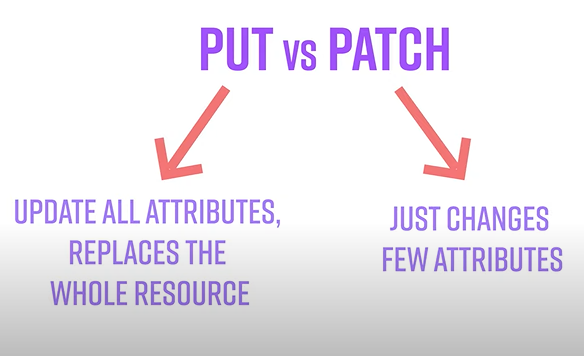 PUT vs PATCH
UPDATE ALL ATTRIBUTES,
REPLACES THE
WHOLE RESOURCE
JUST CHANGES
FEW ATTRIBUTES